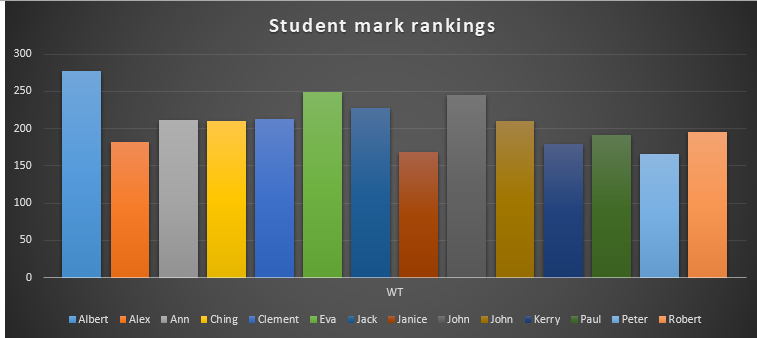 Student mark rankings
300
250
200
150
100
50
0
WT
Albert Alex Ann Ching Clement Eva Jack Janice John John Kerry Paul Peter Robert